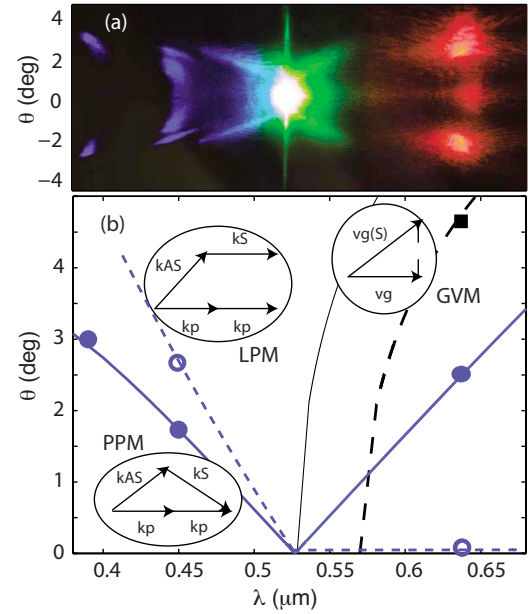 (a)
θ (deg)
4
2
0
−2
−4
(b)
θ (deg)
4
3
2
1
0
kS
kAS
kp kp
LPM
vg(S)
vg
GVM
PPM
kAS kS
kp kp
0.4 0.45 0.5 0.55 0.6 0.65
λ (μm)